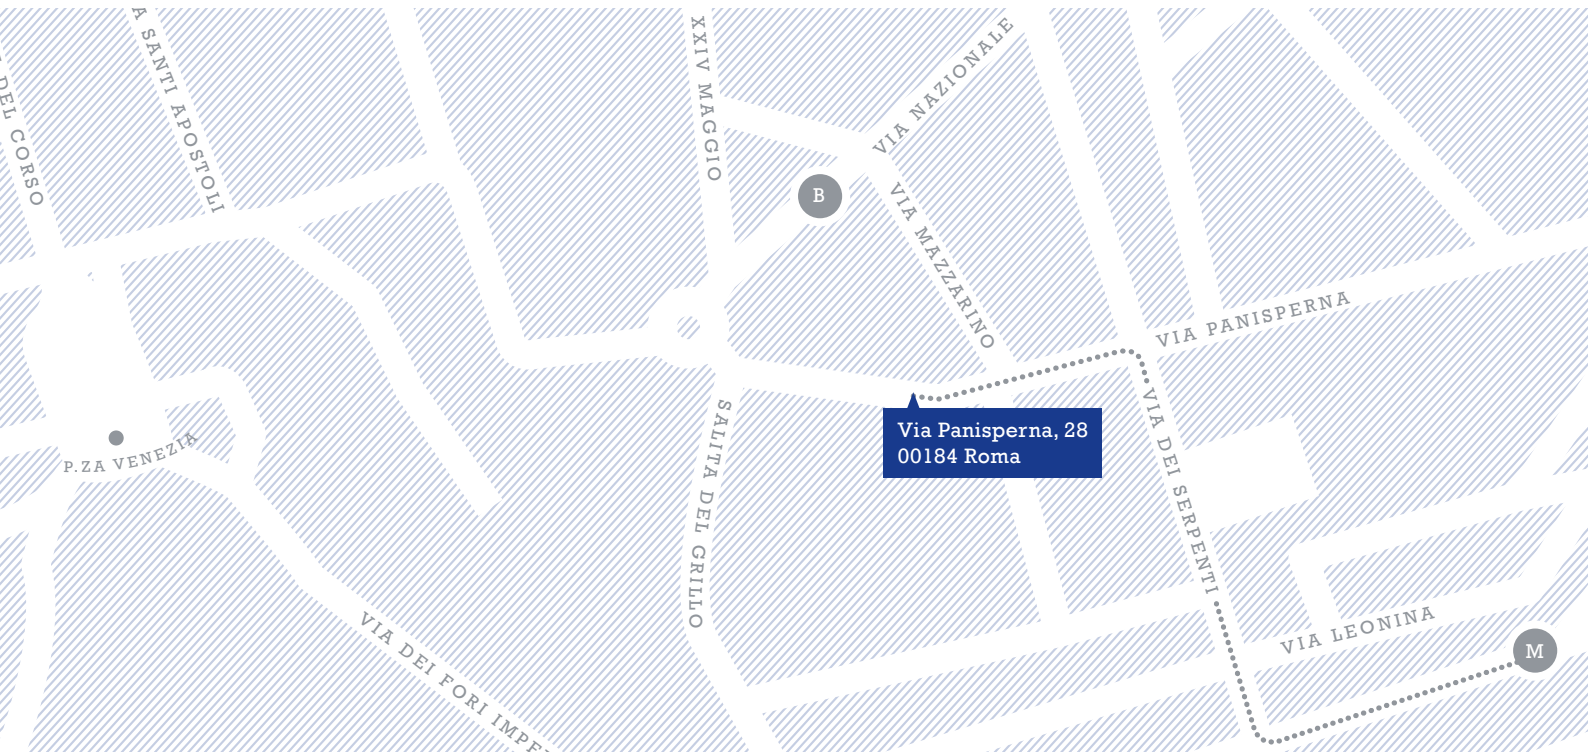 DEL CORSO
A SANTI APOSTOLI
XXIV MAGGIO
VIA NAZIONALE
B
VIA MAZZARINO
VIA PANISPERNA
Via Panisperna, 28
00184 Roma
VIA DEI SERPENTI
SALITA DEL GRILLO
P.ZA VENEZIA
VIA DEI FORI IMPE
VIA LEONINA
M